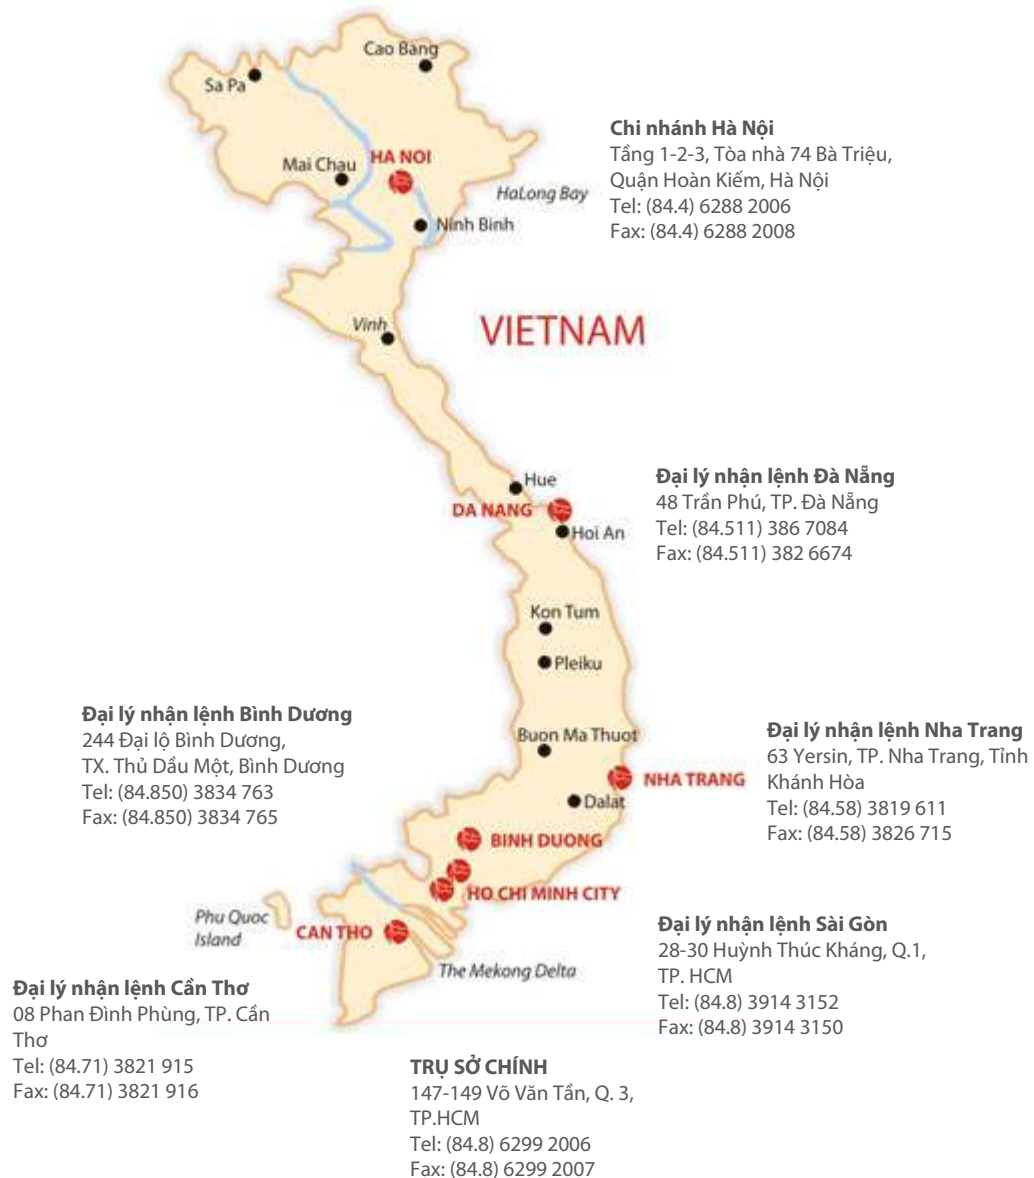 Cao Bang
Sa Pa
HA NOI
Mai Chau
HaLong Bay
Ninh Binh
Chi nhánh Hà Nội
Tầng 1-2-3, Tòa nhà 74 Bà Triệu,
Quận Hoàn Kiếm, Hà Nội
Tel: (84.4) 6288 2006
Fax: (84.4) 6288 2008
Vinh
VIETNAM
Hue
DA NANG
Hoi An
Đại lý nhận lệnh Đà Nẵng
48 Trần Phú, TP. Đà Nẵng
Tel: (84.511) 386 7084
Fax: (84.511) 382 6674
Kon Tum
Pleiku
Buon Ma Thuot
NHA TRANG
Dalat
Đại lý nhận lệnh Bình Dương
244 Đại lộ Bình Dương,
TX. Thủ Dầu Một, Bình Dương
Tel: (84.850) 3834 763
Fax: (84.850) 3834 765
Đại lý nhận lệnh Nha Trang
63 Yersin, TP. Nha Trang, Tỉnh
Khánh Hòa
Tel: (84.58) 3819 611
Fax: (84.58) 3826 715
BINH DUONG
HO CHI MINH CITY
Phu Quoc
Island
CAN THO
The Mekong Delta
Đại lý nhận lệnh Sài Gòn
28-30 Huỳnh Thúc Kháng, Q.1,
TP. HCM
Tel: (84.8) 3914 3152
Fax: (84.8) 3914 3150
Đại lý nhận lệnh Cần Thơ
08 Phan Đình Phùng, TP. Cần
Thơ
Tel: (84.71) 3821 915
Fax: (84.71) 3821 916
TRỤ SỞ CHÍNH
147-149 Võ Văn Tần, Q. 3,
TP.HCM
Tel: (84.8) 6299 2006
Fax: (84.8) 6299 2007